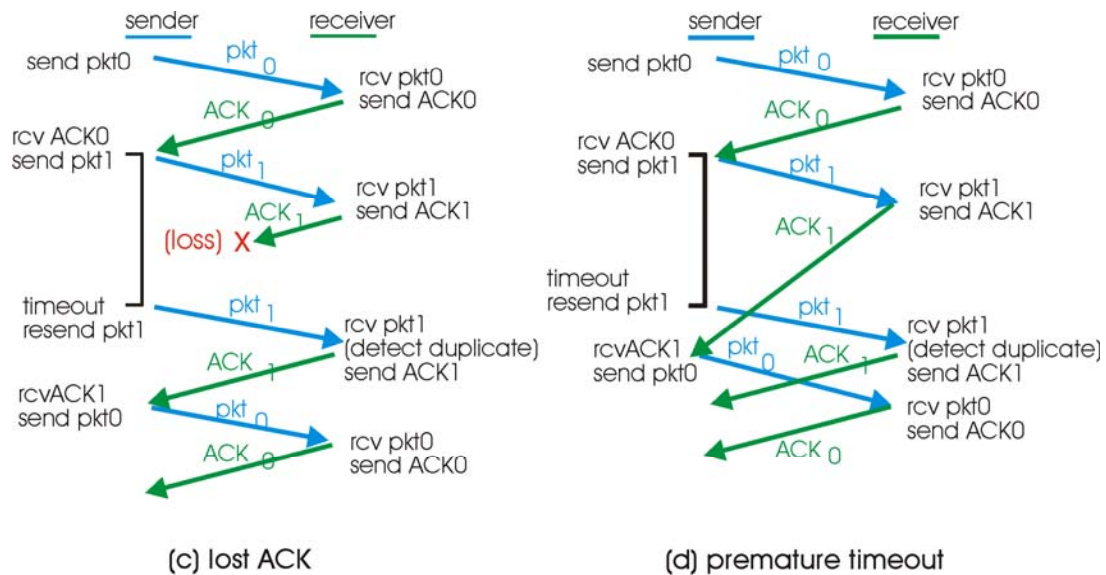 sender
receiver
send pkt0
pkt 0
rcv pkt0
send ACK0
ACK 0
rcv ACK0
send pkt1
pkt 1
rcv pkt1
send ACK1
ACK 1
(loss) X
timeout
resend pkt1
pkt 1
rcv pkt1
(detect duplicate)
send ACK1
ACK 1
rcvACK1
send pkt0
pkt 0
rcv pkt0
send ACK0
ACK 0
(c) lost ACK
sender
receiver
send pkt0
pkt 0
rcv pkt0
send ACK0
ACK 0
rcv ACK0
send pkt1
pkt 1
rcv pkt1
send ACK1
ACK 1
timeout
resend pkt1
pkt 1
rcv pkt1
(detect duplicate)
send ACK1
rcvACK1
send pkt0
pkt 0
ACK 1
rcv pkt0
send ACK0
ACK 0
(d) premature timeout